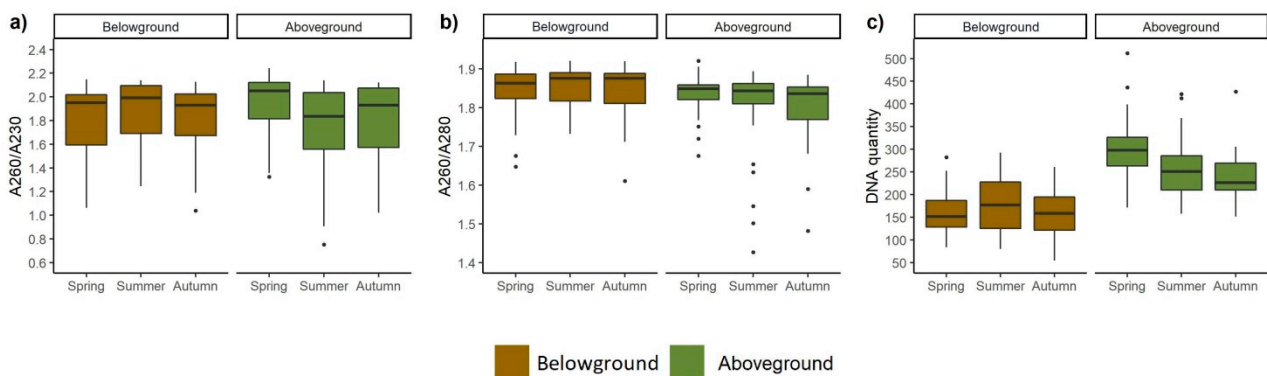 a)
Belowground
Aboveground
A260/A230
2.4
2.2
2.0
1.8
1.6
1.4
1.2
1.0
0.8
0.6
Spring Summer Autumn
Spring Summer Autumn
b)
Belowground
Aboveground
A260/A280
1.9
1.8
1.7
1.6
1.5
1.4
Spring Summer Autumn
Spring Summer Autumn
c)
Belowground
Aboveground
DNA quantity
500
450
400
350
300
250
200
150
100
50
Spring Summer Autumn
Spring Summer Autumn
Belowground Aboveground